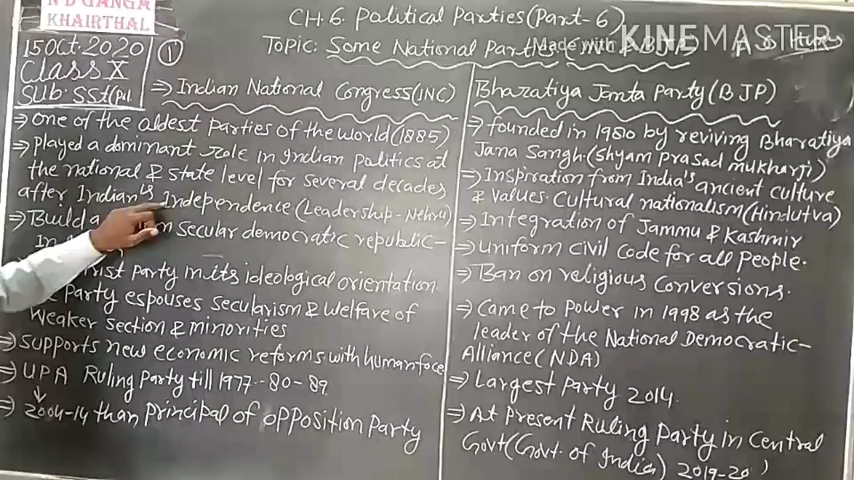 N D GANGA
KHAIRTHAL
15 Oct. 2020
Class X
Sub: SSt(Pol.
①
CH. 6. Political Parties (Part-6)
Topic: Some National Parties
Made with KINEMASTER
⇒ Indian National Congress (INC)
⇒ One of the oldest parties of the world (1885)
⇒ Played a dominant role in Indian politics at
the national & State level for several decades
after Indian's Independence (Leadership-Nehru)
⇒ Build a secular democratic republic-
party in its ideological orientation
Party espouses secularism & welfare of
weaker section & minorities
⇒ Supports new economic reforms with human face
⇒ UPA Ruling Party till 1977--80-89
⇒ 2004-14 than principal of opposition Party
Bharatiya Janta Party (BJP)
⇒ founded in 1980 by reviving Bharatiya
Jana Sangh (Shyam Prasad Mukharji)
⇒ Inspiration from India's ancient culture
& Values. Cultural nationalism (Hindutva)
⇒ Integration of Jammu & Kashmir
⇒ Uniform Civil Code for all People.
⇒ Ban on religious Conversions.
⇒ Came to Power in 1998 as the
leader of the National Democratic-
Alliance (NDA)
⇒ Largest Party 2014.
⇒ At Present Ruling Party in Central
Govt (Govt. of India) 2019-20